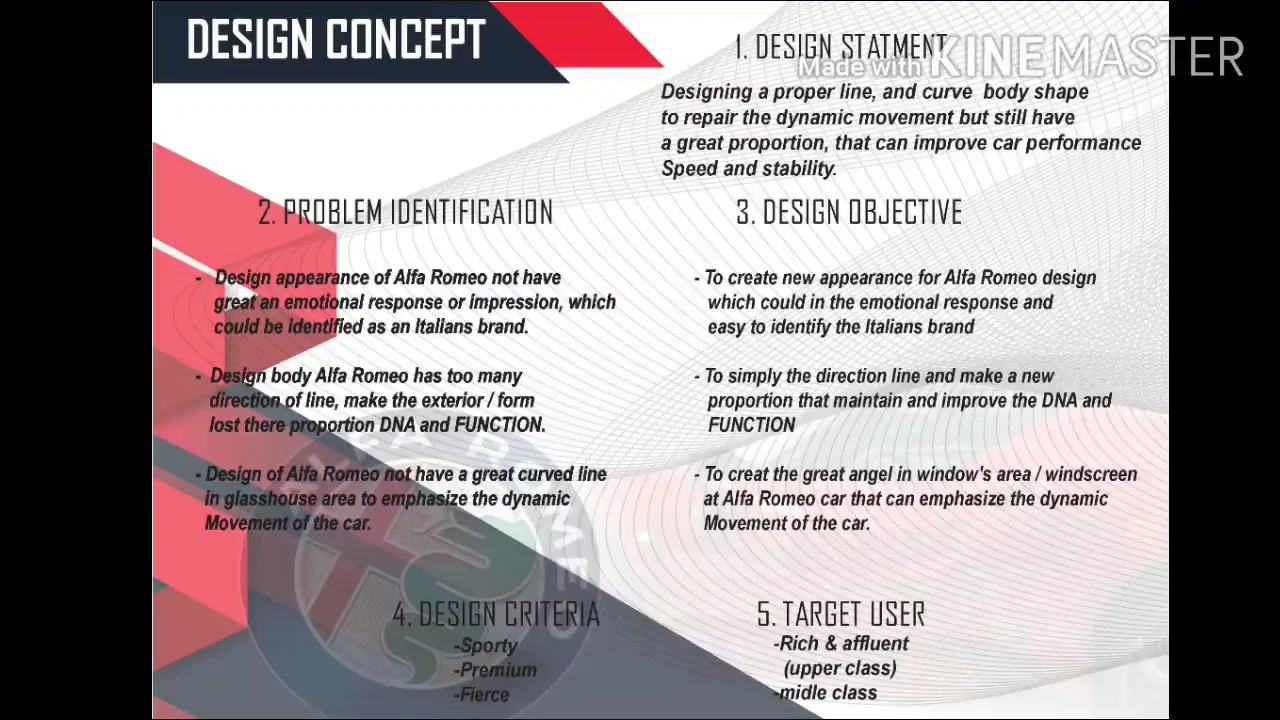 DESIGN CONCEPT
1. DESIGN STATMENT
Made with KINEMASTER
Designing a proper line, and curve body shape
to repair the dynamic movement but still have
a great proportion, that can improve car performance
Speed and stability.
2. PROBLEM IDENTIFICATION
- Design appearance of Alfa Romeo not have
great an emotional response or impression, which
could be identified as an Italians brand.
- Design body Alfa Romeo has too many
direction of line, make the exterior / form
lost there proportion DNA and FUNCTION.
- Design of Alfa Romeo not have a great curved line
in glasshouse area to emphasize the dynamic
Movement of the car.
3. DESIGN OBJECTIVE
- To create new appearance for Alfa Romeo design
which could in the emotional response and
easy to identify the Italians brand
- To simply the direction line and make a new
proportion that maintain and improve the DNA and
FUNCTION
- To creat the great angel in window's area / windscreen
at Alfa Romeo car that can emphasize the dynamic
Movement of the car.
4. DESIGN CRITERIA
-Sporty
-Premium
-Fierce
5. TARGET USER
-Rich & affluent
(upper class)
-midle class